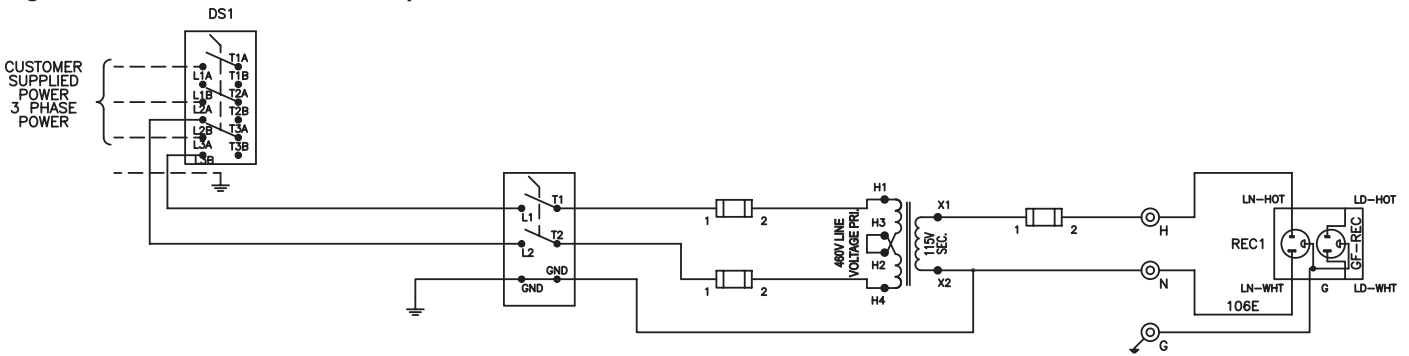 DS1
CUSTOMER
SUPPLIED
POWER
3 PHASE
POWER
T1A
L1A
T1B
L1B
T2A
L2A
T2B
L2B
T3A
L3A
T3B
L3B
T1
L1
T2
L2
GND
GND
1
2
1
2
H1
H3
H2
H4
460V LINE
VOLTAGE PRI.
115V
SEC.
X1
X2
1
2
H
N
G
LN-HOT
LD-HOT
REC1
GF-REC
LN-WHT
G
LD-WHT
106E